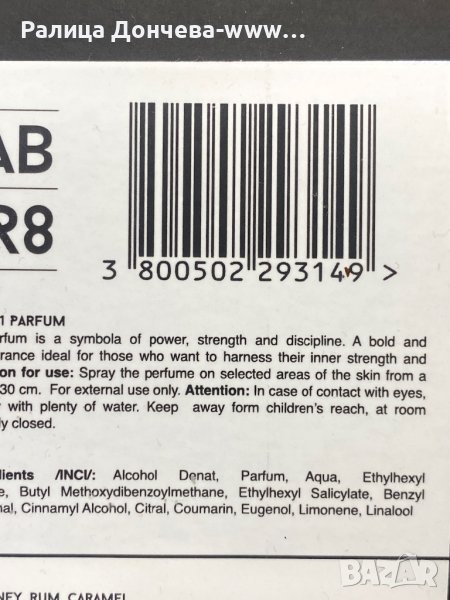 Ралица Дончева-www...
AB
R8
3 800502 293149 >
1 PARFUM
rfum is a symbola of power, strength and discipline. A bold and
rance ideal for those who want to harness their inner strength and
on for use: Spray the perfume on selected areas of the skin from a
30 cm. For external use only. Attention: In case of contact with eyes,
r with plenty of water. Keep away form children's reach, at room
ly closed.
dients /INCI/: Alcohol Denat, Parfum, Aqua, Ethylhexyl
e, Butyl Methoxydibenzoylmethane, Ethylhexyl Salicylate, Benzyl
nal, Cinnamyl Alcohol, Citral, Coumarin, Eugenol, Limonene, Linalool
NEY, RUM, CARAMEL
BAZAR